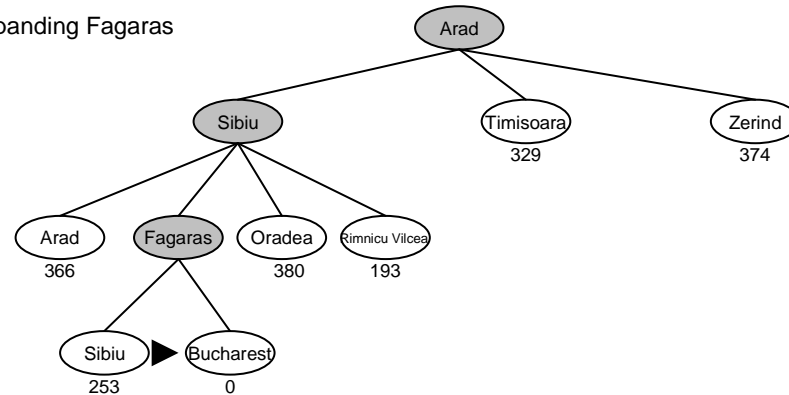 panding Fagaras
Arad
Sibiu
Timisoara
Zerind
329
374
Arad
Fagaras
Oradea
Rimnicu Vilcea
366
380
193
Sibiu
Bucharest
253
0